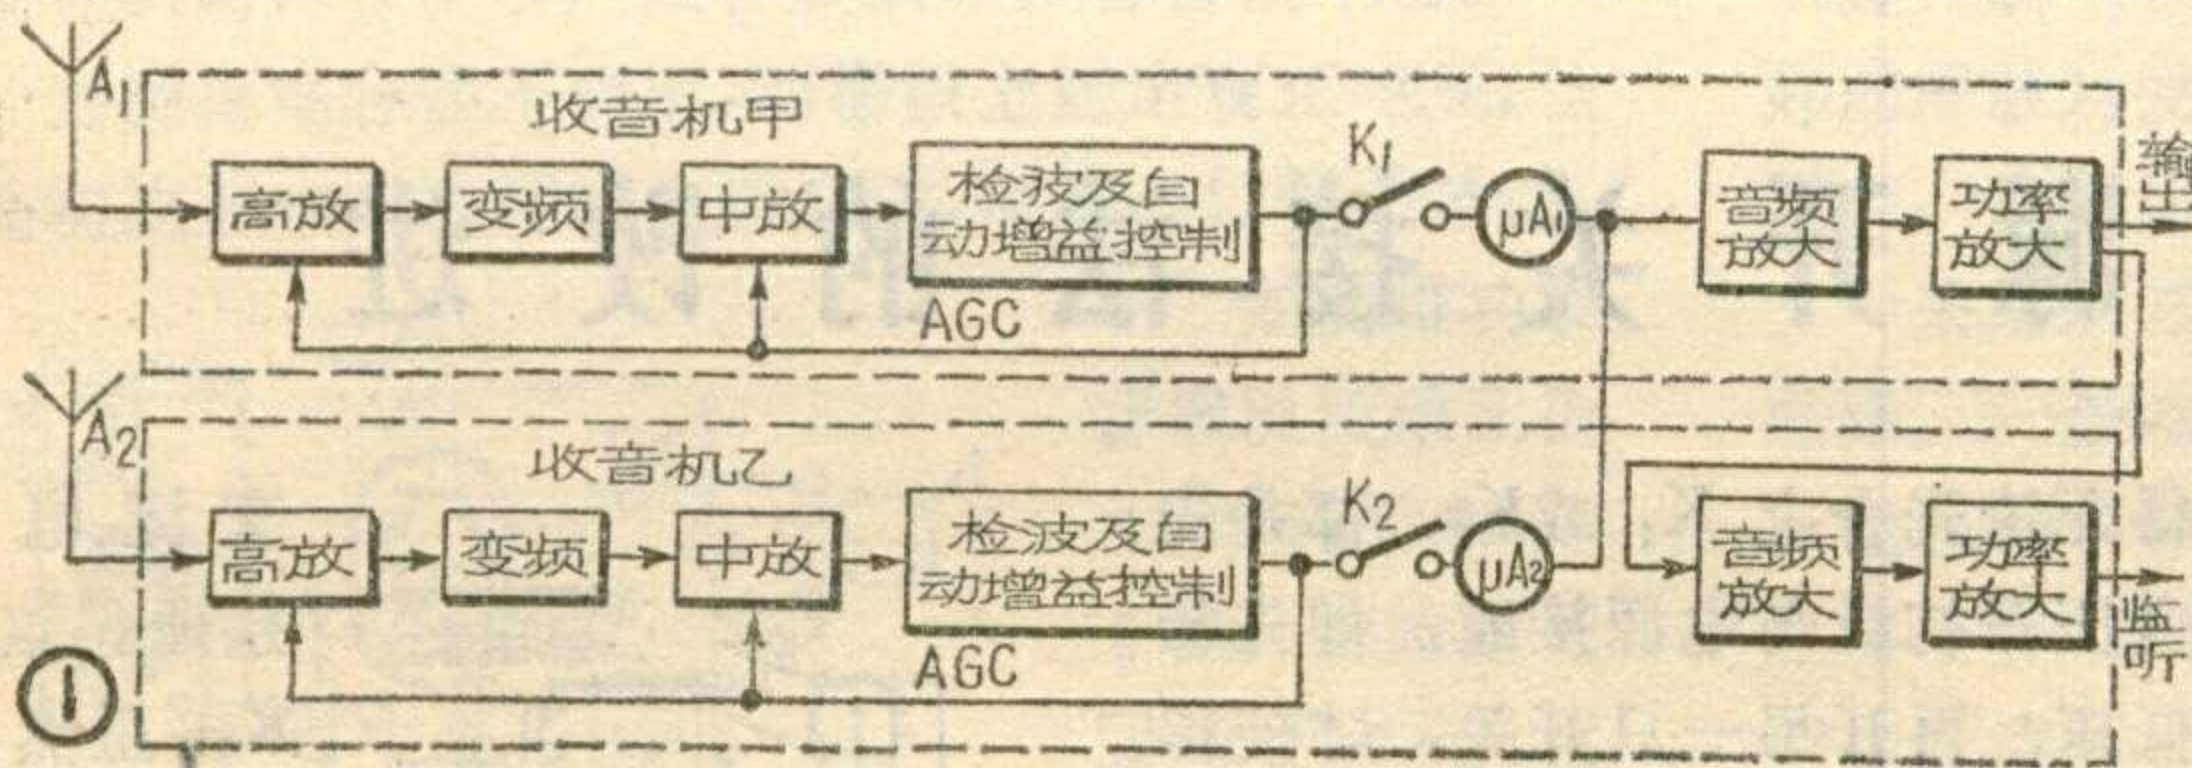 A1
收音机甲
高放
变频
中放
检波及自
动增益控制
AGC
K1
μA1
音频
放大
功率
放大
输
出
A2
收音机乙
高放
变频
中放
检波及自
动增益控制
AGC
K2
μA2
音频
放大
功率
放大
监
听
1